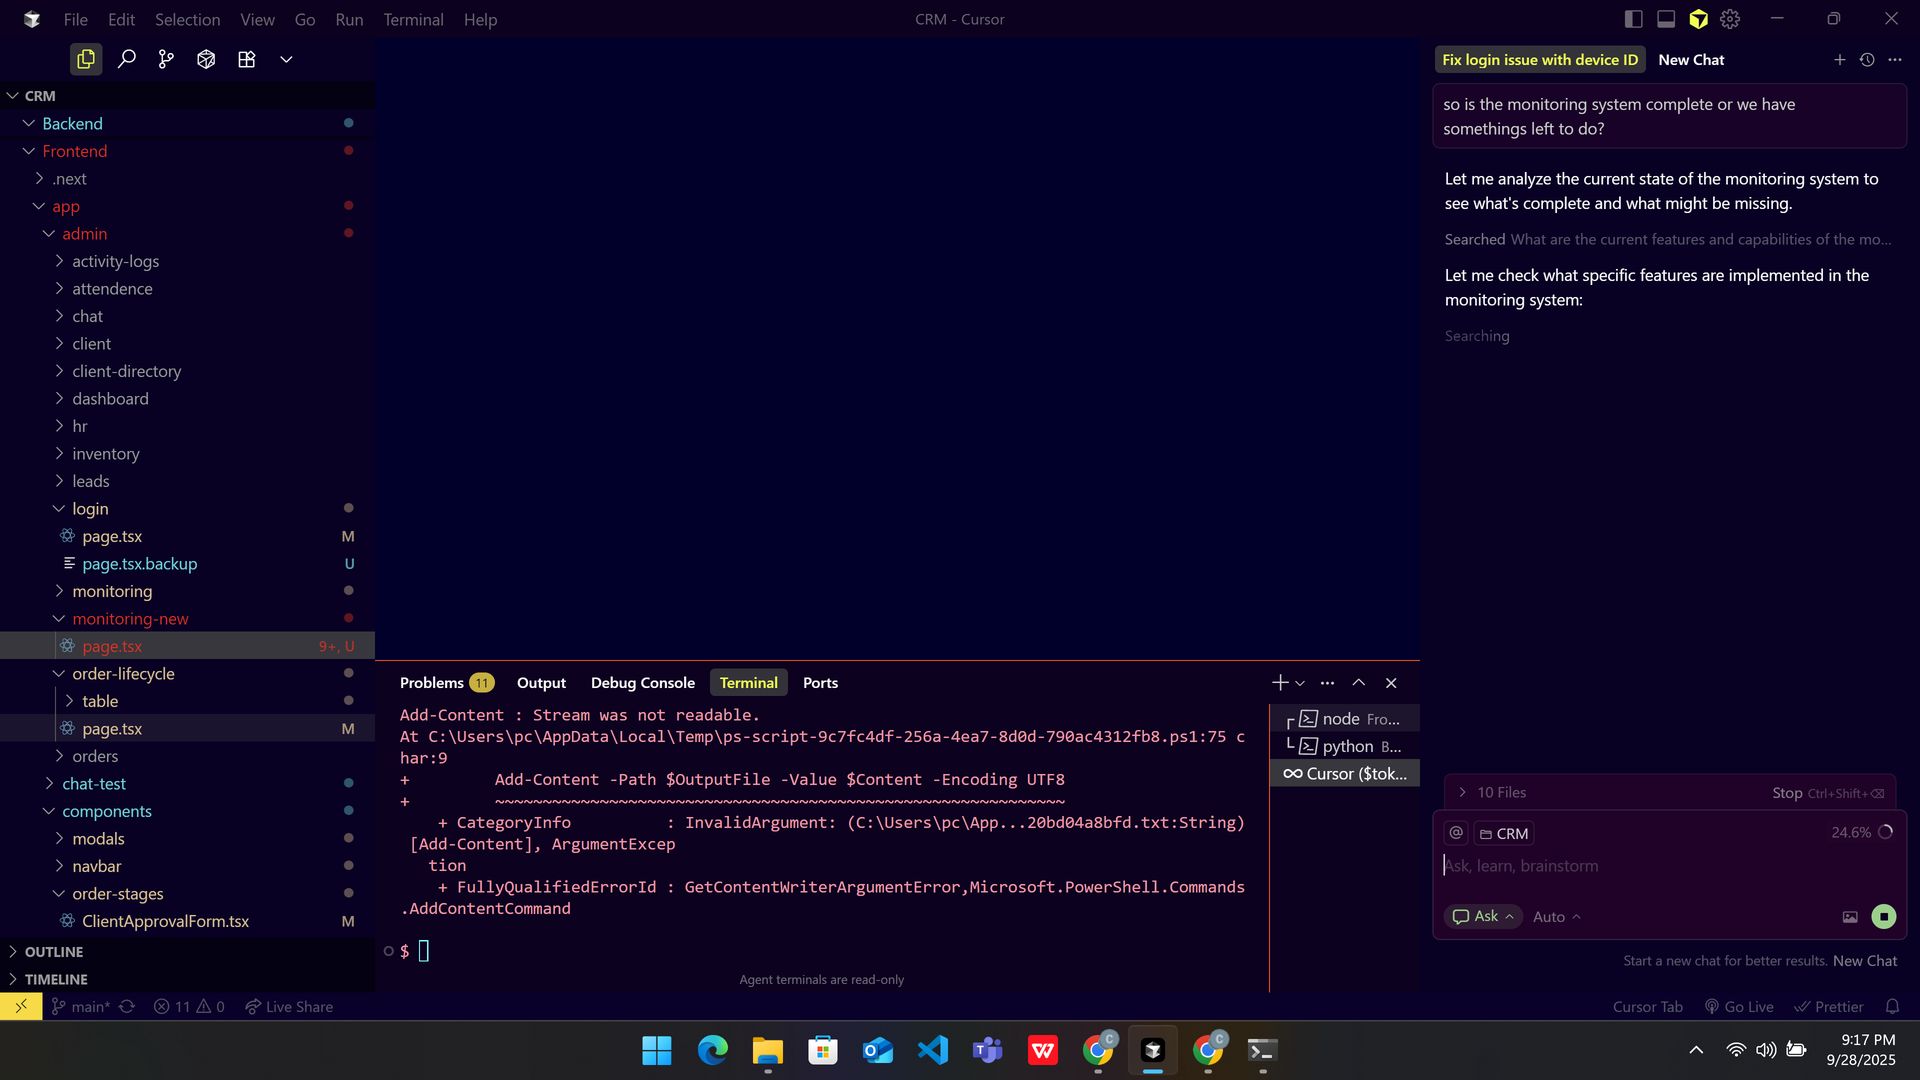 File Edit Selection View Go Run Terminal Help
CRM - Cursor
CRM
Backend
Frontend
.next
app
admin
activity-logs
attendence
chat
client
client-directory
dashboard
hr
inventory
leads
login
page.tsx M
page.tsx.backup U
monitoring
monitoring-new
page.tsx 9+, U
order-lifecycle
table
page.tsx M
orders
chat-test
components
modals
navbar
order-stages
ClientApprovalForm.tsx M
OUTLINE
TIMELINE
Problems 11 Output Debug Console Terminal Ports
Add-Content : Stream was not readable.
At C:\Users\pc\AppData\Local\Temp\ps-script-9c7fc4df-256a-4ea7-8d0d-790ac4312fb8.ps1:75 c
har:9
+         Add-Content -Path $OutputFile -Value $Content -Encoding UTF8
+         ~~~~~~~~~~~~~~~~~~~~~~~~~~~~~~~~~~~~~~~~~~~~~~~~~~~~~~~~~~~~
    + CategoryInfo          : InvalidArgument: (C:\Users\pc\App...20bd04a8bfd.txt:String)
 [Add-Content], ArgumentExcep
   tion
    + FullyQualifiedErrorId : GetContentWriterArgumentError,Microsoft.PowerShell.Commands
.AddContentCommand
$
Agent terminals are read-only
node Fro...
python B...
Cursor ($tok...
Fix login issue with device ID New Chat
so is the monitoring system complete or we have
somethings left to do?
Let me analyze the current state of the monitoring system to
see what's complete and what might be missing.
Searched What are the current features and capabilities of the mo...
Let me check what specific features are implemented in the
monitoring system:
Searching
10 Files Stop Ctrl+Shift+⌫
@ CRM 24.6%
Ask, learn, brainstorm
Ask Auto
Start a new chat for better results. New Chat
main* 11 0 Live Share
Cursor Tab Go Live Prettier
9:17 PM
9/28/2025